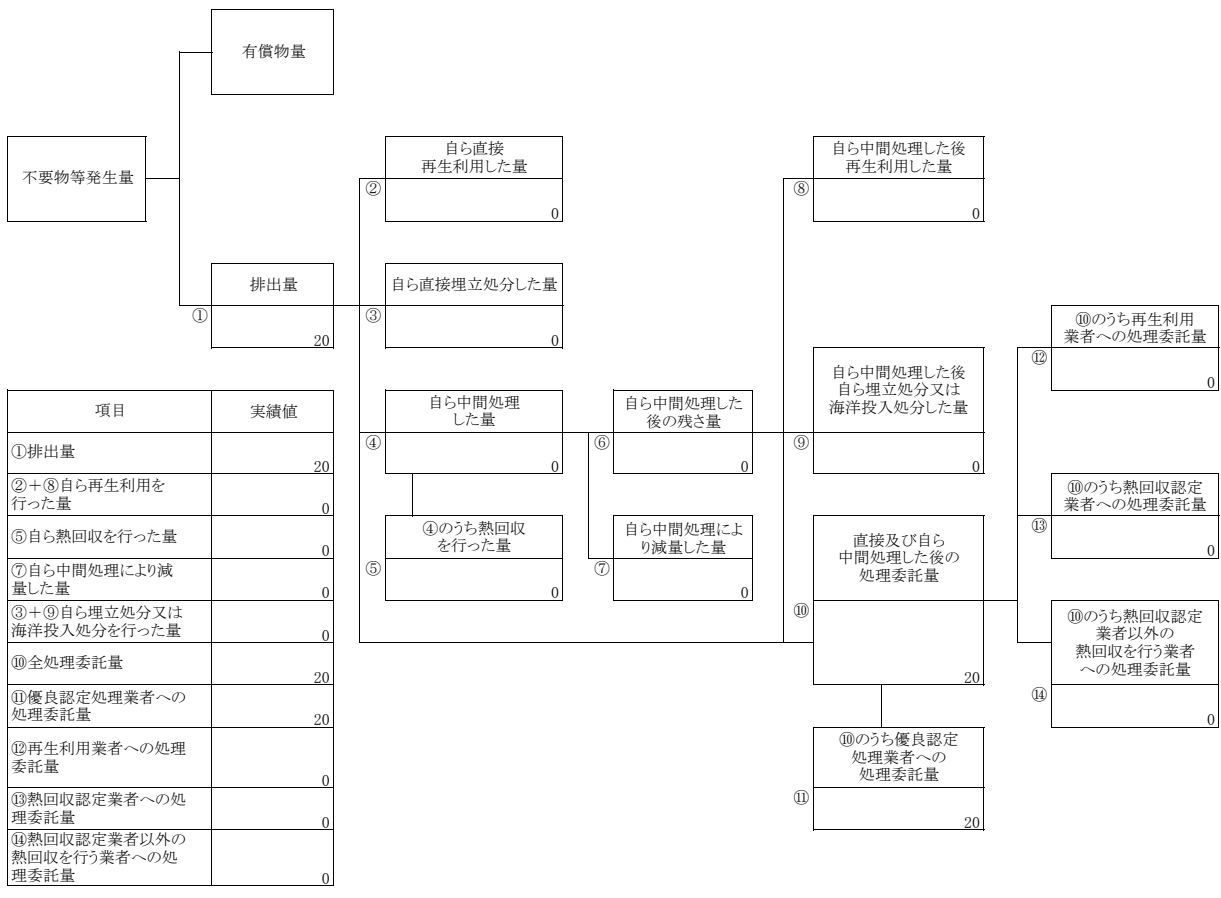 有償物量
不要物等発生量
排出量
①
20
自ら直接
再生利用した量
②
0
自ら直接埋立処分した量
③
0
自ら中間処理
した量
④
0
④のうち熱回収
を行った量
⑤
0
自ら中間処理した
後の残さ量
⑥
0
自ら中間処理によ
り減量した量
⑦
0
自ら中間処理した後
再生利用した量
⑧
0
自ら中間処理した後
自ら埋立処分又は
海洋投入処分した量
⑨
0
直接及び自ら
中間処理した後の
処理委託量
⑩
20
⑩のうち優良認定
処理業者への
処理委託量
⑪
20
⑩のうち再生利用
業者への処理委託量
⑫
0
⑩のうち熱回収認定
業者への処理委託量
⑬
0
⑩のうち熱回収認定
業者以外の
熱回収を行う業者
への処理委託量
⑭
0
項目 実績値
①排出量
20
②＋⑧自ら再生利用を
行った量
0
⑤自ら熱回収を行った量
0
⑦自ら中間処理により減
量した量
0
③＋⑨自ら埋立処分又は
海洋投入処分を行った量
0
⑩全処理委託量
20
⑪優良認定処理業者への
処理委託量
20
⑫再生利用業者への処理
委託量
0
⑬熱回収認定業者への処
理委託量
0
⑭熱回収認定業者以外の
熱回収を行う業者への処
理委託量
0